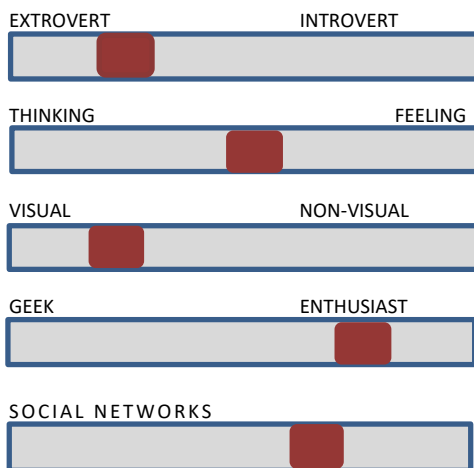 EXTROVERT INTROVERT
THINKING FEELING
VISUAL NON-VISUAL
GEEK ENTHUSIAST
SOCIAL NETWORKS